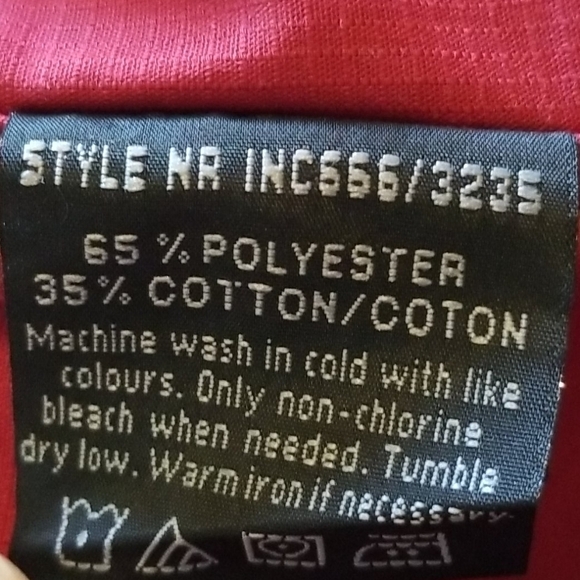 STYLE NR INC666/3235
65 % POLYESTER
35% COTTON/COTON
Machine wash in cold with like
colours. Only non-chlorine
bleach when needed. Tumble
dry low. Warm iron if necessary.